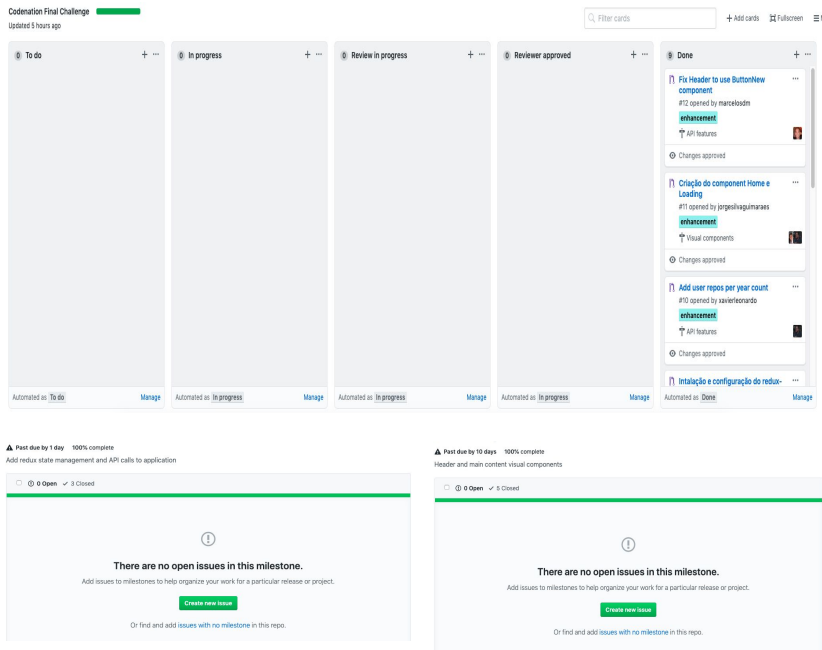 Codenation Final Challenge
Updated 5 hours ago
Filter cards
+ Add cards
Fullscreen
0 To do
0 In progress
0 Review in progress
0 Reviewer approved
9 Done
Fix Header to use ButtonNew
component
#12 opened by marcelosdm
enhancement
API features
Changes approved
Criação do component Home e
Loading
#11 opened by jorgesilvaguimaraes
enhancement
Visual components
Changes approved
Add user repos per year count
#10 opened by xavierleonardo
enhancement
API features
Changes approved
Intalação e configuração do redux-
Automated as To do
Manage
Automated as In progress
Manage
Automated as In progress
Manage
Automated as In progress
Manage
Automated as Done
Manage
Past due by 1 day 100% complete
Add redux state management and API calls to application
0 Open 3 Closed
There are no open issues in this milestone.
Add issues to milestones to help organize your work for a particular release or project.
Create new issue
Or find and add issues with no milestone in this repo.
Past due by 10 days 100% complete
Header and main content visual components
0 Open 5 Closed
There are no open issues in this milestone.
Add issues to milestones to help organize your work for a particular release or project.
Create new issue
Or find and add issues with no milestone in this repo.